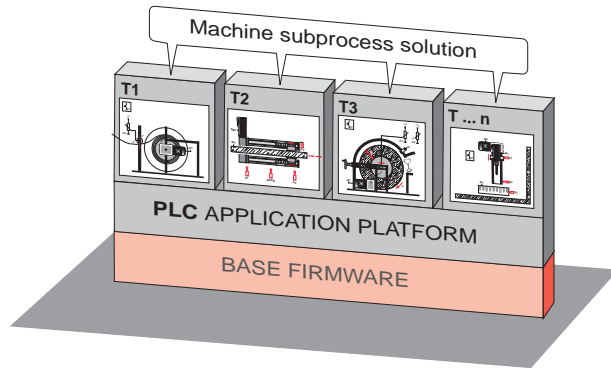 Machine subprocess solution
T1
T2
T3
T ... n
PLC APPLICATION PLATFORM
BASE FIRMWARE